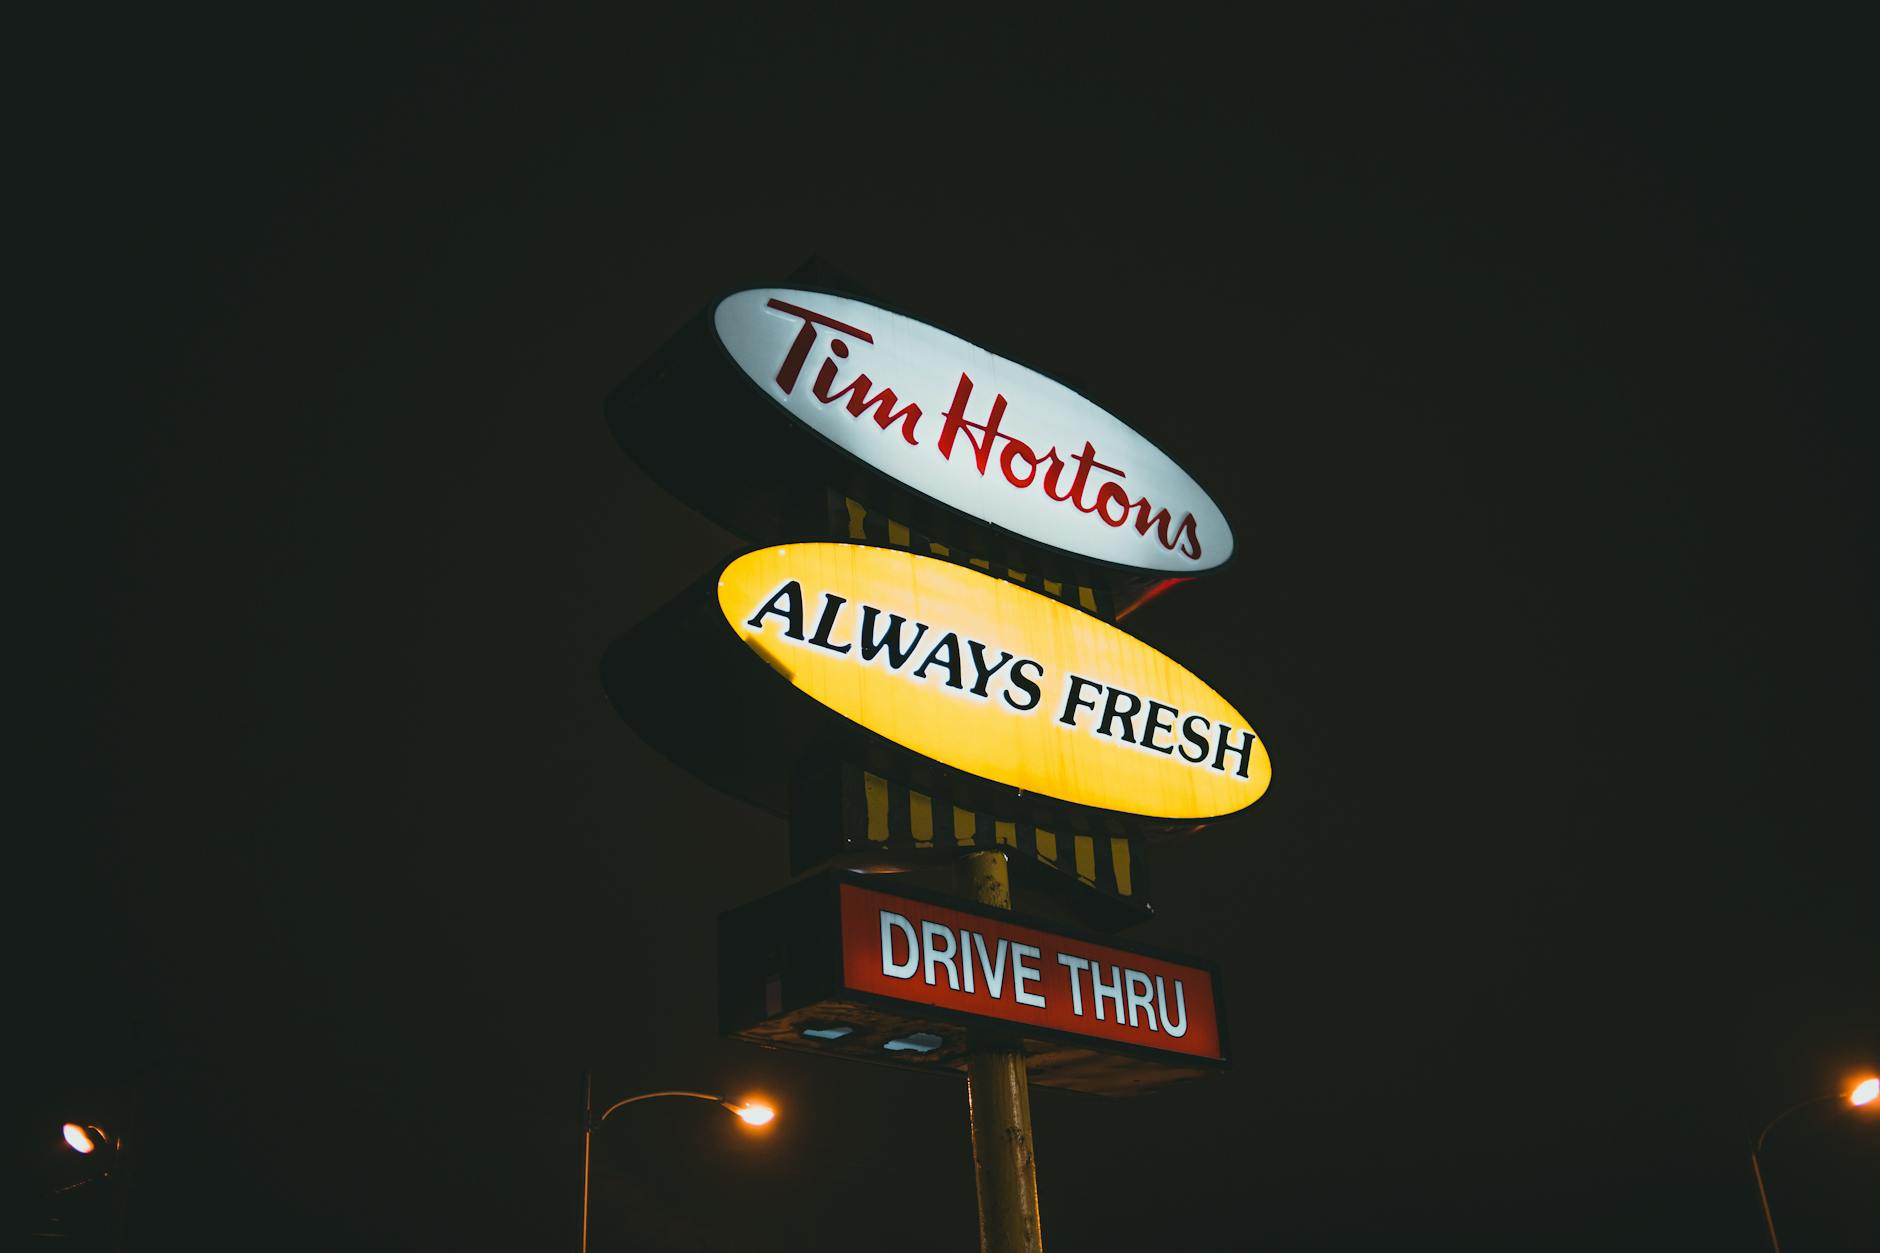 Tim Hortons
ALWAYS FRESH
DRIVE THRU